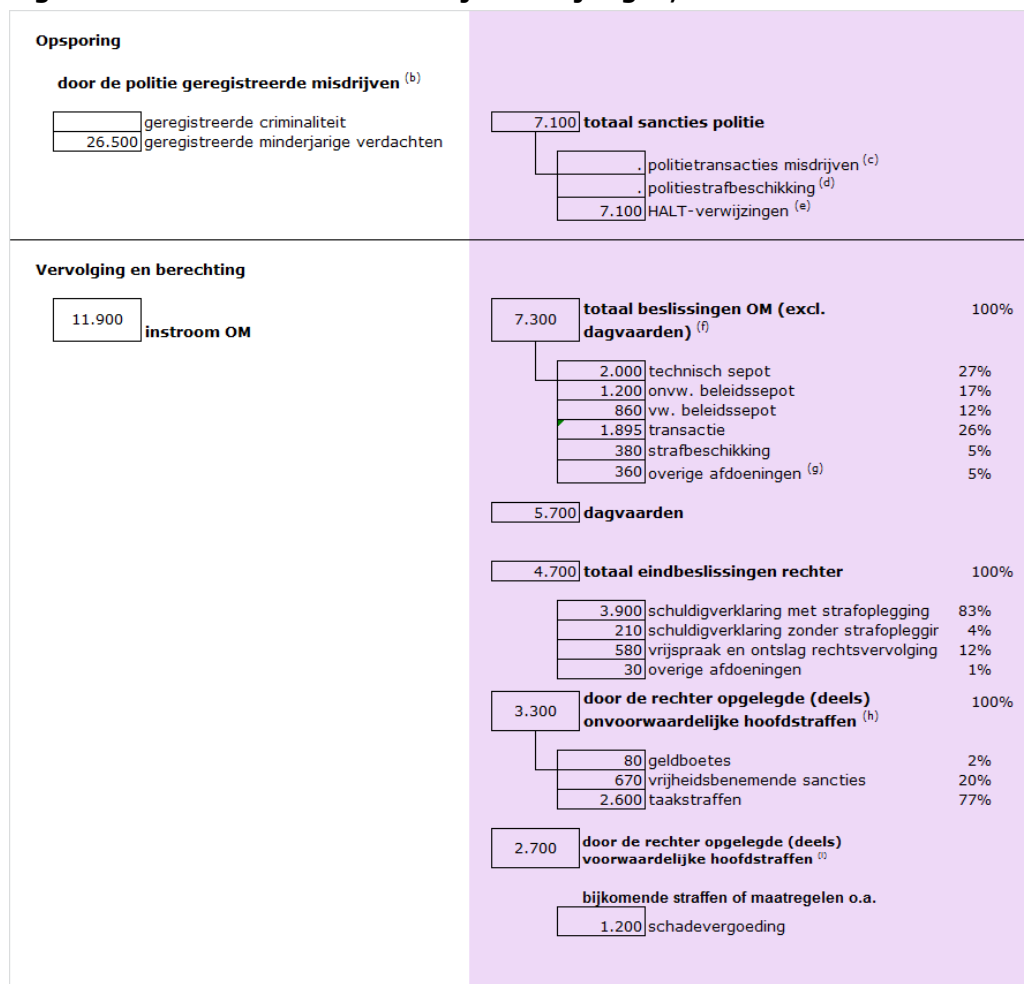 Opsporing
door de politie geregistreerde misdrijven (b)
geregistreerde criminaliteit
26.500 geregistreerde minderjarige verdachten
7.100 totaal sancties politie
. politietransacties misdrijven (c)
. politiestrafbeschikking (d)
7.100 HALT-verwijzingen (e)
Vervolging en berechting
11.900 instroom OM
7.300 totaal beslissingen OM (excl. 100%
dagvaarden) (f)
2.000 technisch sepot 27%
1.200 onvw. beleidssepot 17%
860 vw. beleidssepot 12%
1.895 transactie 26%
380 strafbeschikking 5%
360 overige afdoeningen (g) 5%
5.700 dagvaarden
4.700 totaal eindbeslissingen rechter 100%
3.900 schuldigverklaring met strafoplegging 83%
210 schuldigverklaring zonder strafopleggir 4%
580 vrijspraak en ontslag rechtsvervolging 12%
30 overige afdoeningen 1%
3.300 door de rechter opgelegde (deels) 100%
onvoorwaardelijke hoofdstraffen (h)
80 geldboetes 2%
670 vrijheidsbenemende sancties 20%
2.600 taakstraffen 77%
2.700 door de rechter opgelegde (deels)
voorwaardelijke hoofdstraffen
bijkomende straffen of maatregelen o.a.
1.200 schadevergoeding